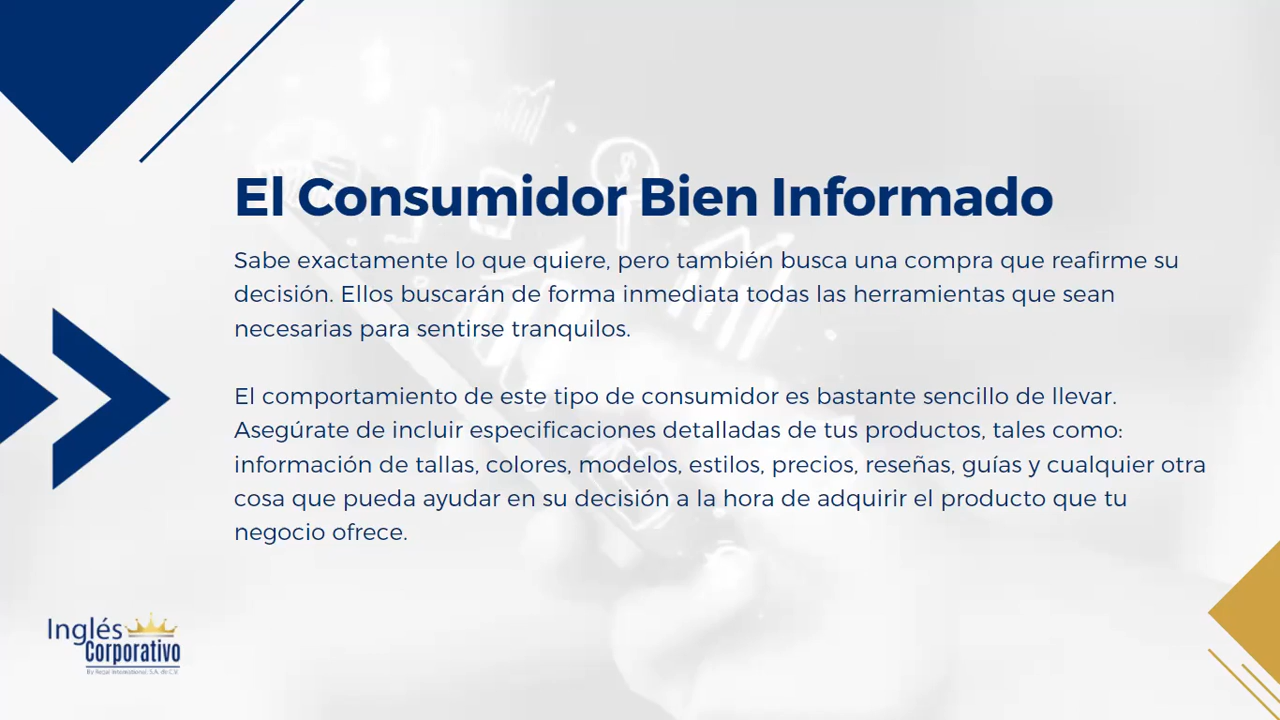 El Consumidor Bien Informado
Sabe exactamente lo que quiere, pero también busca una compra que reafirme su
decisión. Ellos buscarán de forma inmediata todas las herramientas que sean
necesarias para sentirse tranquilos.
El comportamiento de este tipo de consumidor es bastante sencillo de llevar.
Asegúrate de incluir especificaciones detalladas de tus productos, tales como:
información de tallas, colores, modelos, estilos, precios, reseñas, guías y cualquier otra
cosa que pueda ayudar en su decisión a la hora de adquirir el producto que tu
negocio ofrece.
Inglés
Corporativo
By Regal International, S.A. de C.V.